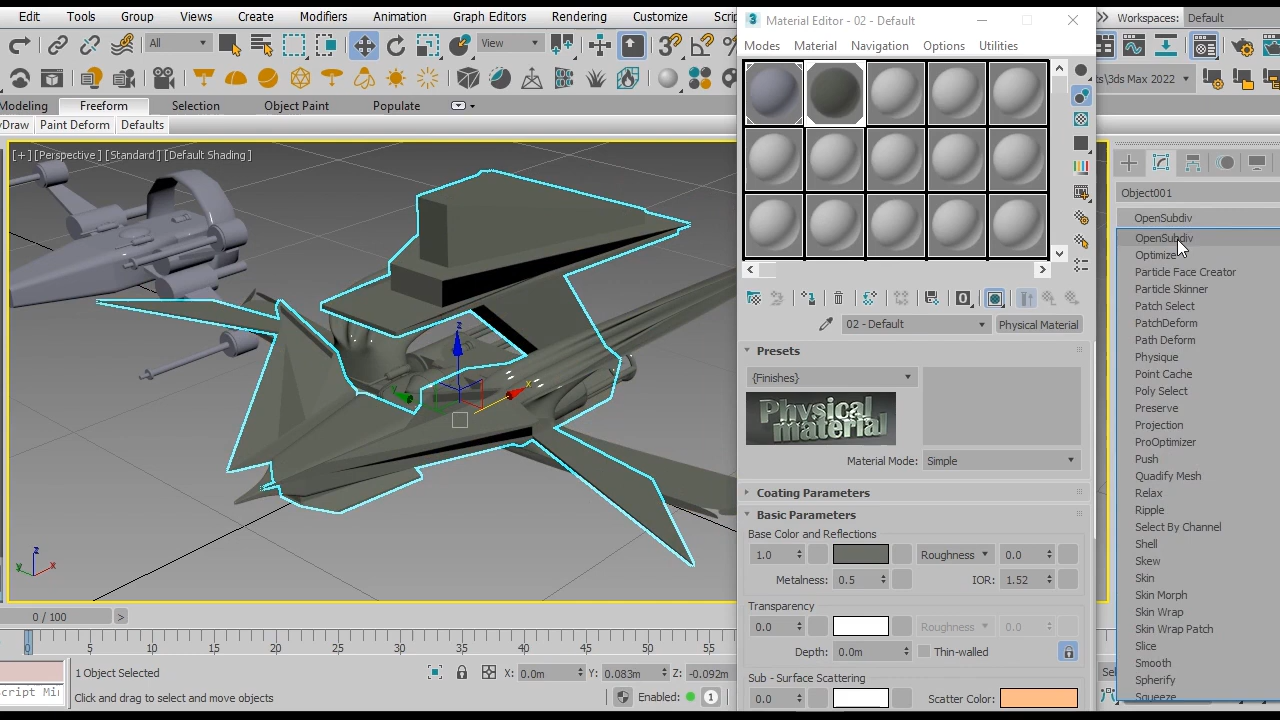 Edit Tools Group Views Create Modifiers Animation Graph Editors Rendering Customize
3 Material Editor - 02 - Default
Workspaces: Default
Modes Material Navigation Options Utilities
All
View
3ds Max 2022
Modeling Freeform Selection Object Paint Populate
Paint Deform Defaults
[+] [Perspective ] [Standard ] [Default Shading ]
Object001
OpenSubdiv
OpenSubdiv
Optimize
Particle Face Creator
Particle Skinner
Patch Select
PatchDeform
Path Deform
Physique
Point Cache
Poly Select
Preserve
Projection
ProOptimizer
Push
Quadify Mesh
Relax
Ripple
Select By Channel
Shell
Skew
Skin
Skin Morph
Skin Wrap
Skin Wrap Patch
Slice
Smooth
Spherify
Squeeze
02 - Default Physical Material
Presets
{Finishes}
Physical material
Material Mode: Simple
Coating Parameters
Basic Parameters
Base Color and Reflections
1.0 Roughness 0.0
Metalness: 0.5 IOR: 1.52
Transparency
0.0 Roughness 0.0
Depth: 0.0m Thin-walled
Sub - Surface Scattering
0.0 Scatter Color:
z
y
x
z
y
x
0 / 100 >
0 5 10 15 20 25 30 35 40 45 50 55
1 Object Selected
X: 0.0m Y: 0.083m Z: -0.092m
Click and drag to select and move objects
Enabled: 1